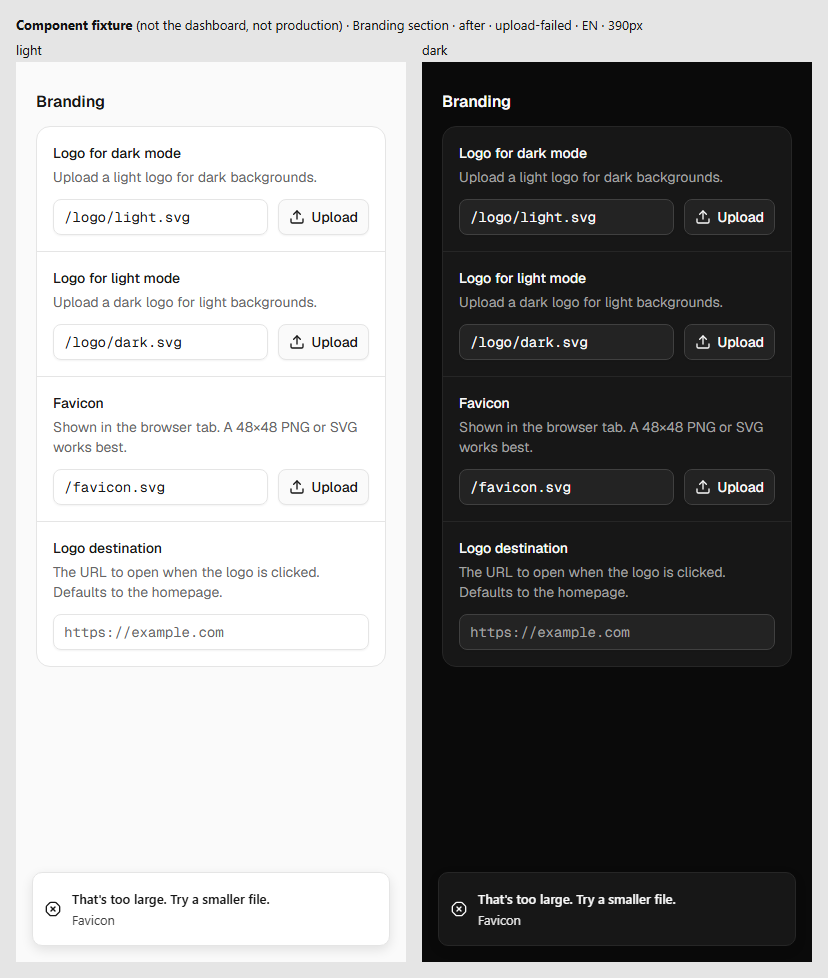 Component fixture (not the dashboard, not production) · Branding section · after · upload-failed · EN · 390px
light
Branding
Logo for dark mode
Upload a light logo for dark backgrounds.
/logo/light.svg
Upload
Logo for light mode
Upload a dark logo for light backgrounds.
/logo/dark.svg
Upload
Favicon
Shown in the browser tab. A 48×48 PNG or SVG
works best.
/favicon.svg
Upload
Logo destination
The URL to open when the logo is clicked.
Defaults to the homepage.
https://example.com
That's too large. Try a smaller file.
Favicon
dark
Branding
Logo for dark mode
Upload a light logo for dark backgrounds.
/logo/light.svg
Upload
Logo for light mode
Upload a dark logo for light backgrounds.
/logo/dark.svg
Upload
Favicon
Shown in the browser tab. A 48×48 PNG or SVG
works best.
/favicon.svg
Upload
Logo destination
The URL to open when the logo is clicked.
Defaults to the homepage.
https://example.com
That's too large. Try a smaller file.
Favicon